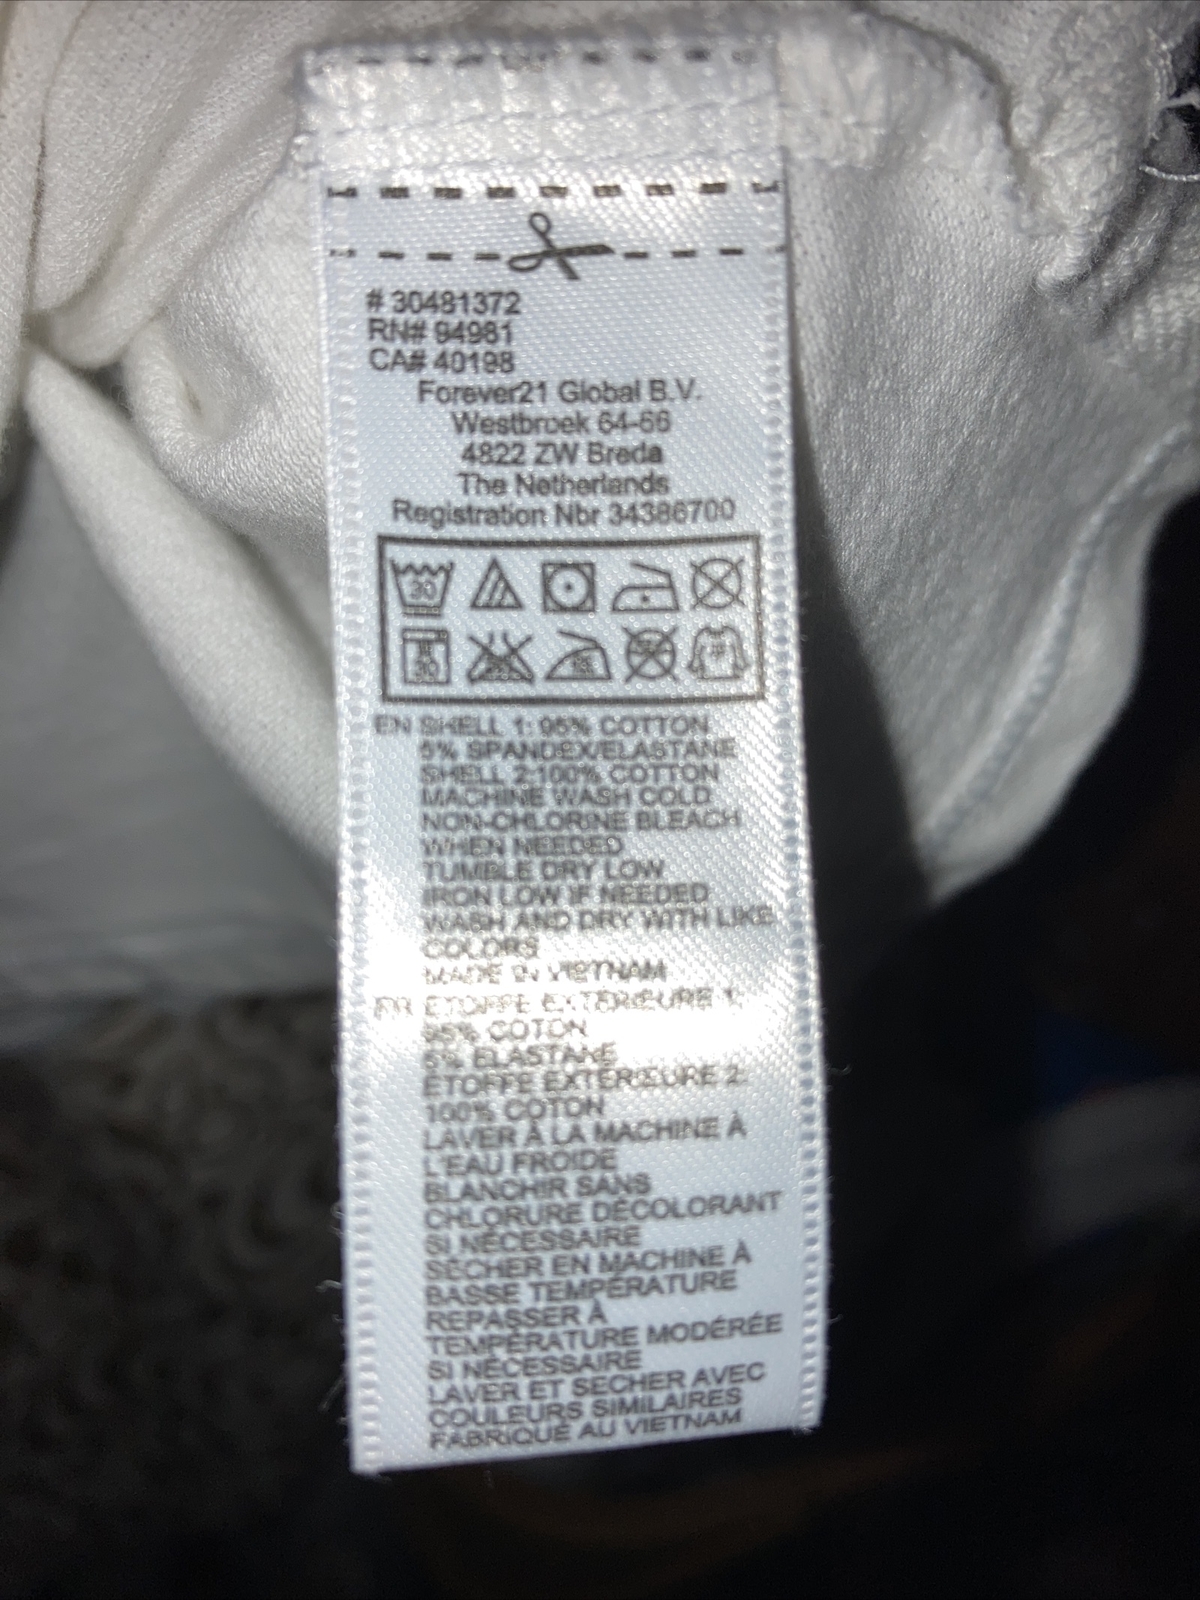 # 30481372
RN# 94981
CA# 40198
Forever21 Global B.V.
Westbroek 64-66
4822 ZW Breda
The Netherlands
Registration Nbr 34386700
30
30
EN SHELL 1: 95% COTTON
5% SPANDEX/ELASTANE
SHELL 2:100% COTTON
MACHINE WASH COLD
NON-CHLORINE BLEACH
WHEN NEEDED
TUMBLE DRY LOW
IRON LOW IF NEEDED
WASH AND DRY WITH LIKE
COLORS
MADE IN VIETNAM
FR ÉTOFFE EXTÉRIEURE 1:
95% COTON
5% ÉLASTANE
ÉTOFFE EXTÉRIEURE 2:
100% COTON
LAVER À LA MACHINE À
L'EAU FROIDE
BLANCHIR SANS
CHLORURE DÉCOLORANT
SI NÉCESSAIRE
SÉCHER EN MACHINE À
BASSE TEMPÉRATURE
REPASSER À
TEMPÉRATURE MODÉRÉE
SI NÉCESSAIRE
LAVER ET SÉCHER AVEC
COULEURS SIMILAIRES
FABRIQUÉ AU VIETNAM